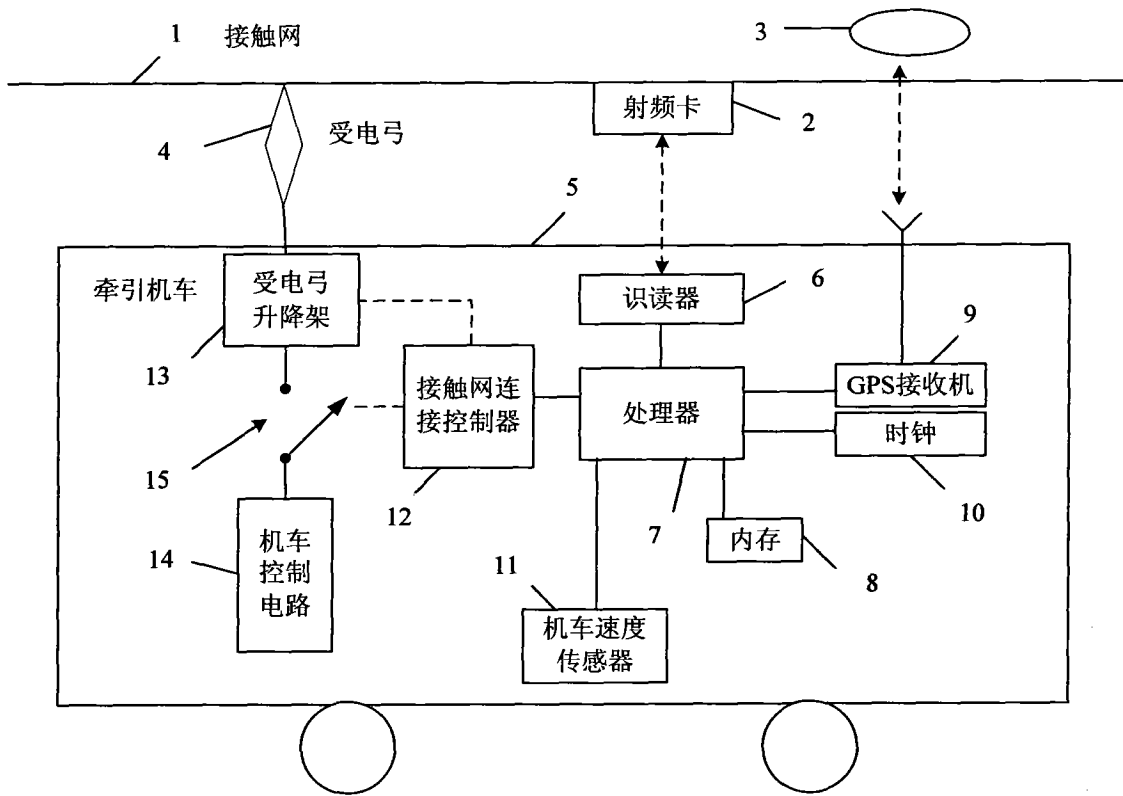 1
接触网
3
射频卡
2
4
受电弓
5
牵引机车
受电弓
升降架
识读器
6
9
13
接触网连
接控制器
处理器
GPS接收机
时钟
15
12
7
10
机车
控制
电路
14
内存
8
11
机车速度
传感器